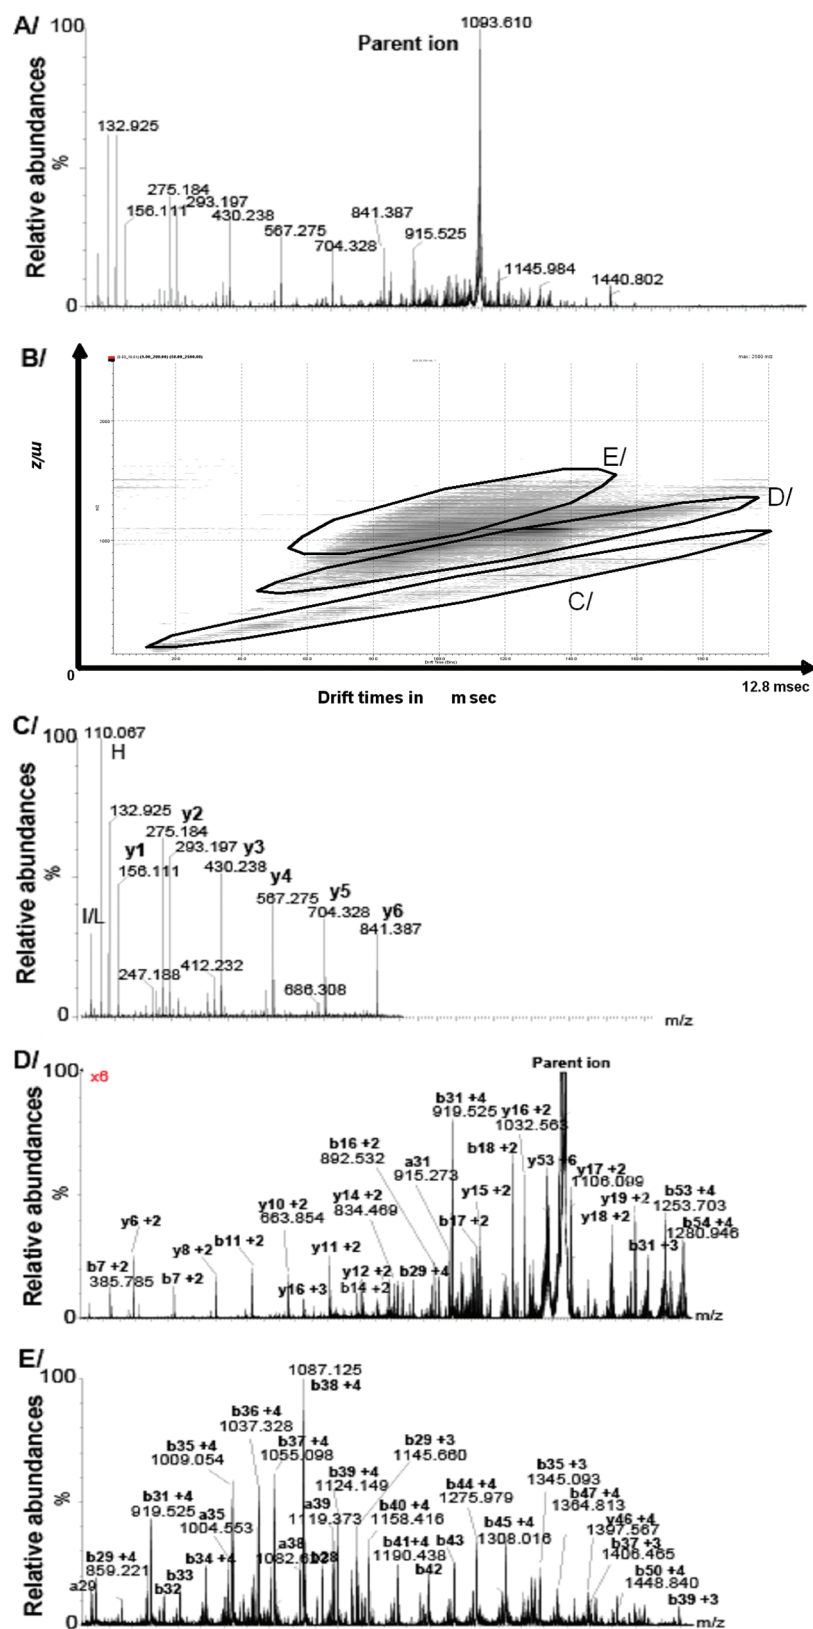 A/
100
Relative abundances
%
0
Parent ion
1093.610
132.925
275.184
293.197
156.111
430.238
567.275
704.328
841.387
915.525
1145.984
1440.802
B/
m/z
2000
1000
E/
D/
C/
0
Drift times in m sec
12.8 msec
C/
100
Relative abundances
%
0
110.067
H
132.925
y2
275.184
293.197
y1
156.111
y3
430.238
y4
567.275
y5
704.328
y6
841.387
I/L
247.188
412.232
686.308
m/z
D/
100
x6
Relative abundances
%
0
Parent ion
b31 +4
919.525
y16 +2
1032.563
b16 +2
892.532
b18 +2
a31
915.273
y53 +6
y17 +2
1106.099
y10 +2
663.854
y14 +2
834.469
y15 +2
y19 +2
b53 +4
1253.703
y6 +2
b17 +2
y18 +2
b54 +4
1280.946
y8 +2
b11 +2
y11 +2
b31 +3
b7 +2
385.785
b7 +2
y12 +2
b29 +4
y16 +3
b14 +2
m/z
E/
100
Relative abundances
%
0
1087.125
b38 +4
b36 +4
1037.328
b29 +3
1145.660
b35 +4
1009.054
b37 +4
1055.098
b39 +4
1124.149
b35 +3
1345.093
b31 +4
919.525
a35
1004.553
a39
1119.373
b40 +4
1158.416
b44 +4
1275.979
b47 +4
1364.813
b45 +4
1308.016
y46 +4
1397.567
b29 +4
859.221
b33
b34 +4
a38
b28
b41+4
1190.438
b43
b37 +3
1406.465
a29
b32
b42
b50 +4
1448.840
b39 +3
m/z